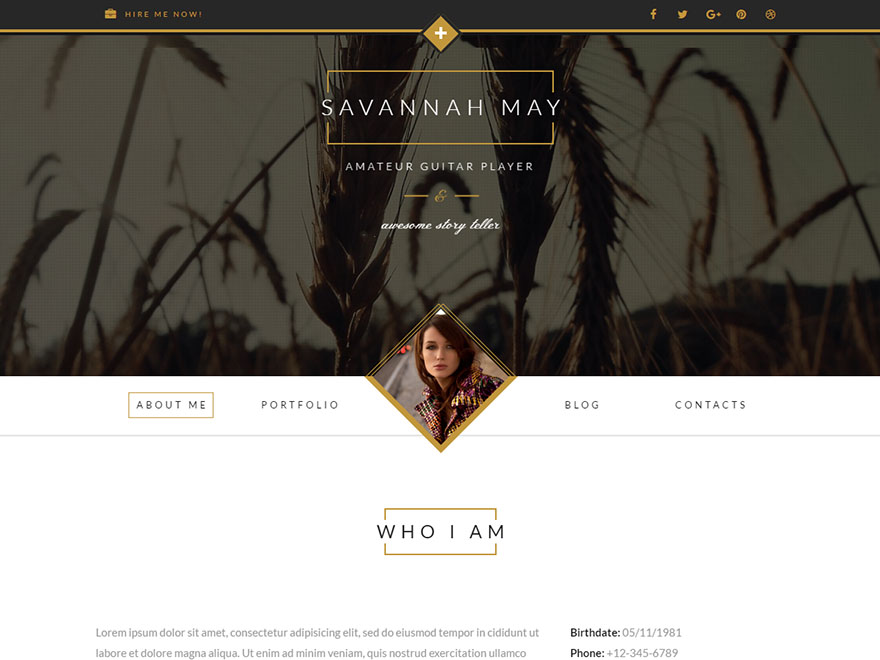 HIRE ME NOW!
SAVANNAH MAY
AMATEUR GUITAR PLAYER
&
awesome story teller
ABOUT ME
PORTFOLIO
BLOG
CONTACTS
WHO I AM
Lorem ipsum dolor sit amet, consectetur adipisicing elit, sed do eiusmod tempor in cididunt ut
labore et dolore magna aliqua. Ut enim ad minim veniam, quis nostrud exercitation ullamco
Birthdate: 05/11/1981
Phone: +12-345-6789